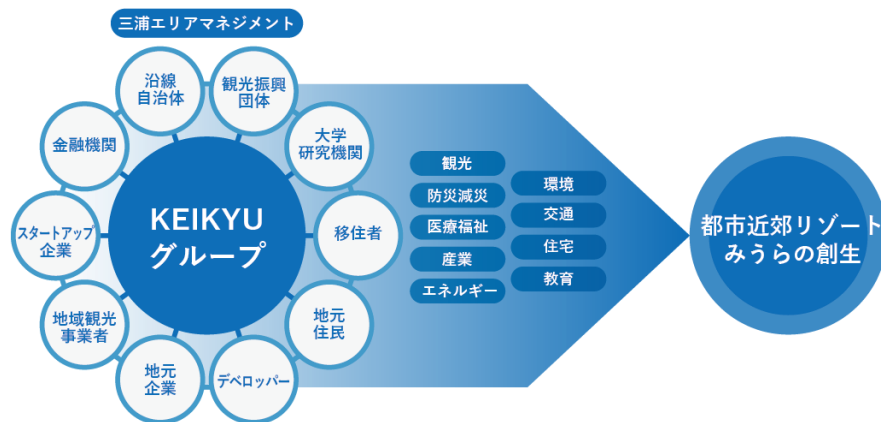 三浦エリアマネジメント
沿線
自治体
観光振興
団体
大学
研究機関
移住者
地元
住民
デベロッパー
地元
企業
地域観光
事業者
スタートアップ
企業
金融機関
KEIKYU
グループ
観光
防災減災
医療福祉
産業
エネルギー
環境
交通
住宅
教育
都市近郊リゾート
みうらの創生